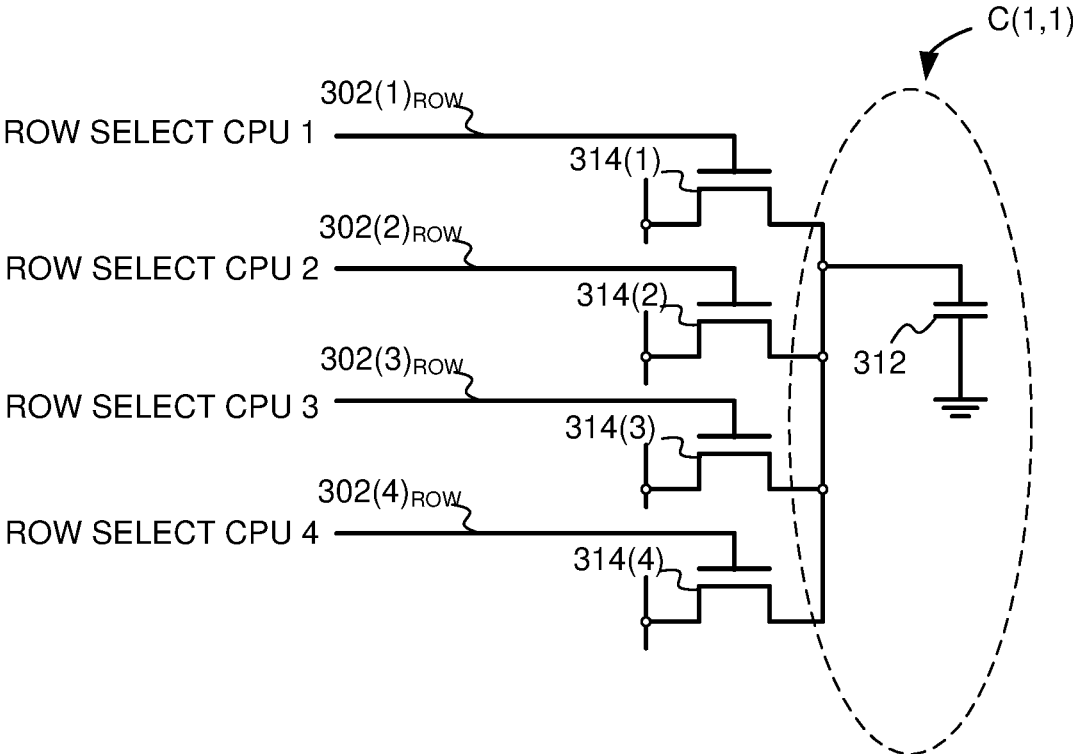 C(1,1)
302(1)ROW
ROW SELECT CPU 1
314(1)
302(2)ROW
ROW SELECT CPU 2
314(2)
302(3)ROW
312
ROW SELECT CPU 3
314(3)
302(4)ROW
ROW SELECT CPU 4
314(4)